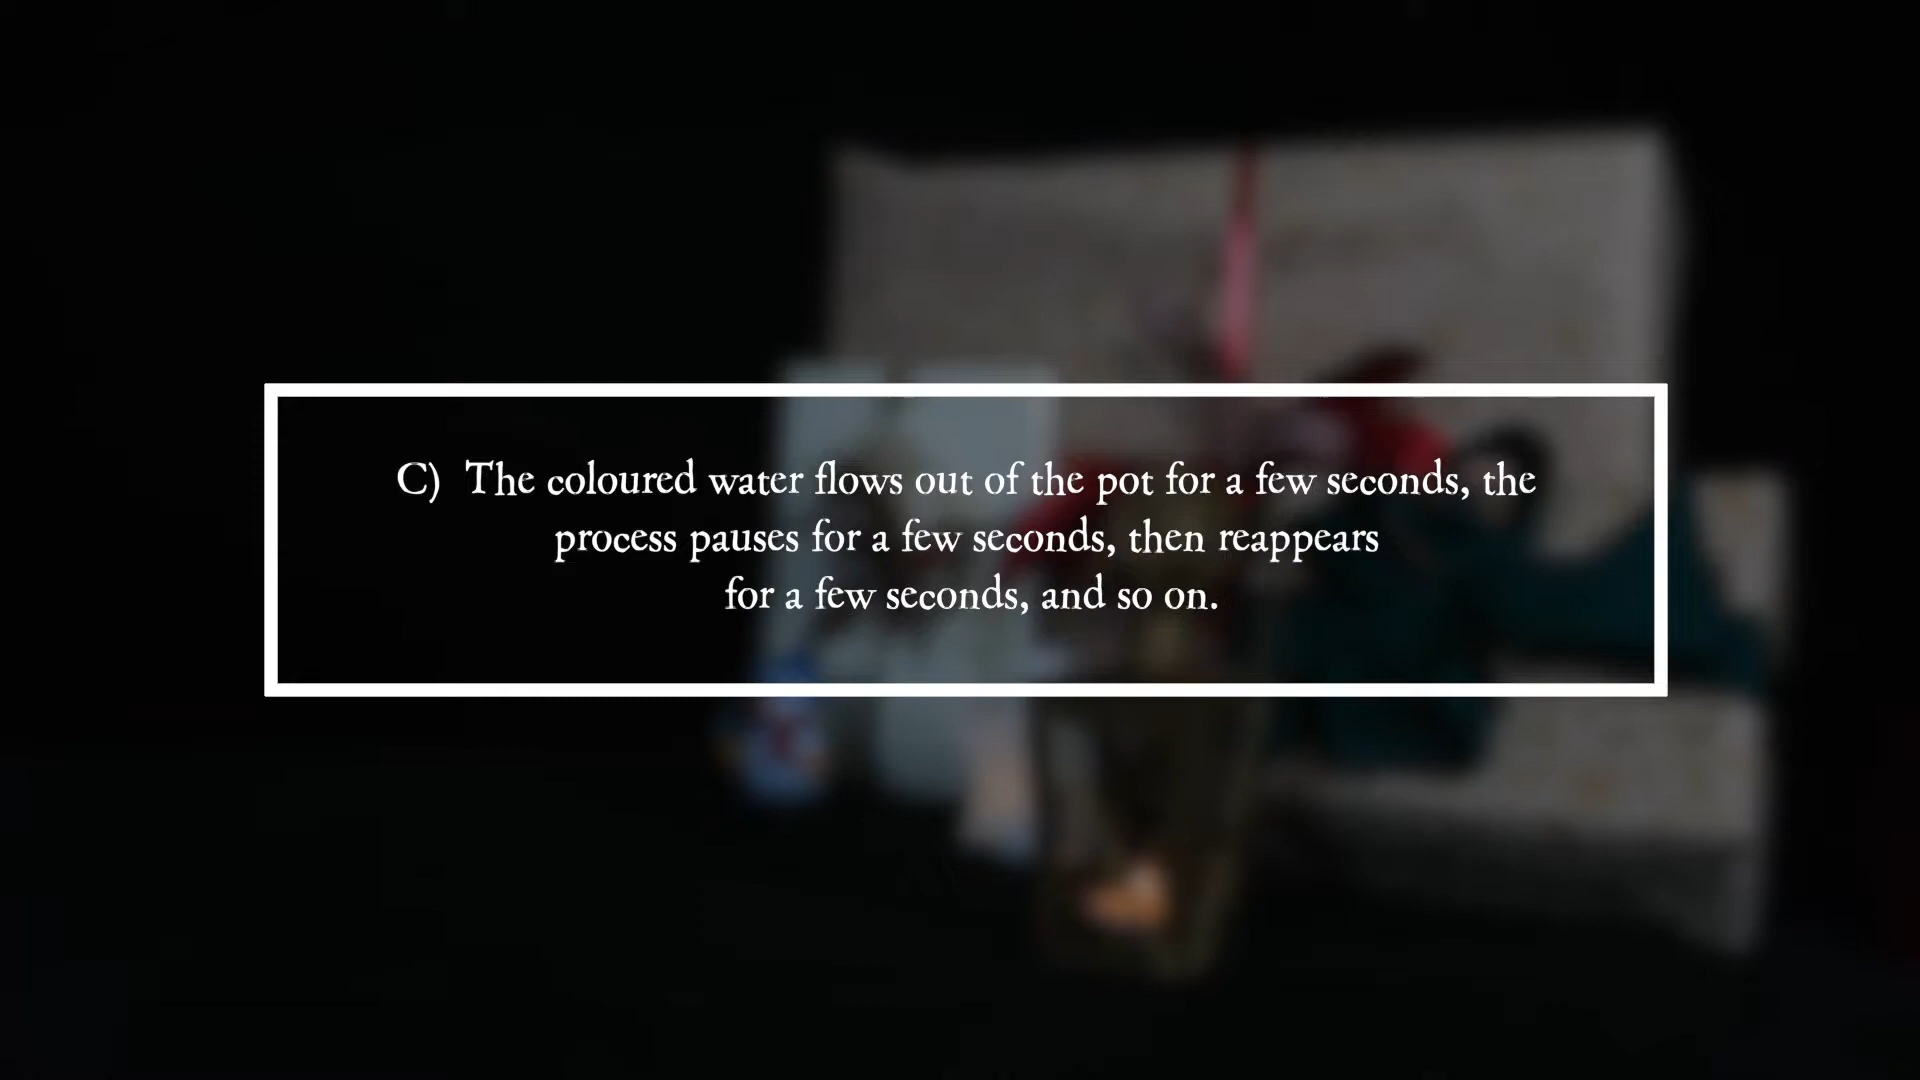 C) The coloured water flows out of the pot for a few seconds, the
process pauses for a few seconds, then reappears
for a few seconds, and so on.